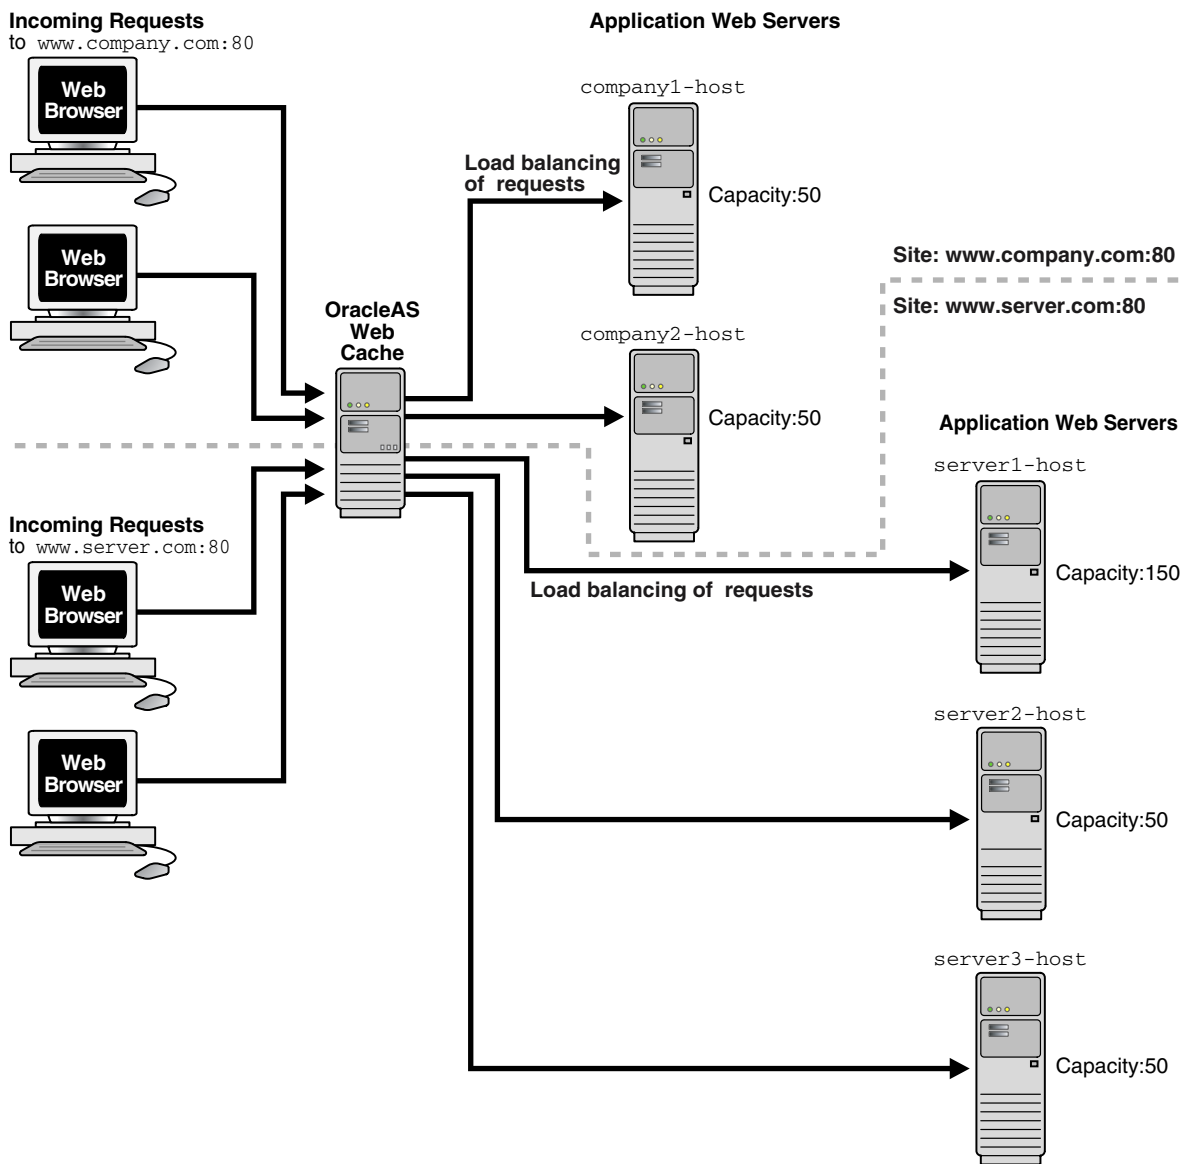 Incoming Requests
to www.company.com:80
Web
Browser
Web
Browser
Application Web Servers
company1-host
Load balancing
of requests
Capacity:50
Site: www.company.com:80
Site: www.server.com:80
OracleAS
Web
Cache
company2-host
Capacity:50
Application Web Servers
server1-host
Capacity:150
Incoming Requests
to www.server.com:80
Web
Browser
Web
Browser
Load balancing of requests
server2-host
Capacity:50
server3-host
Capacity:50